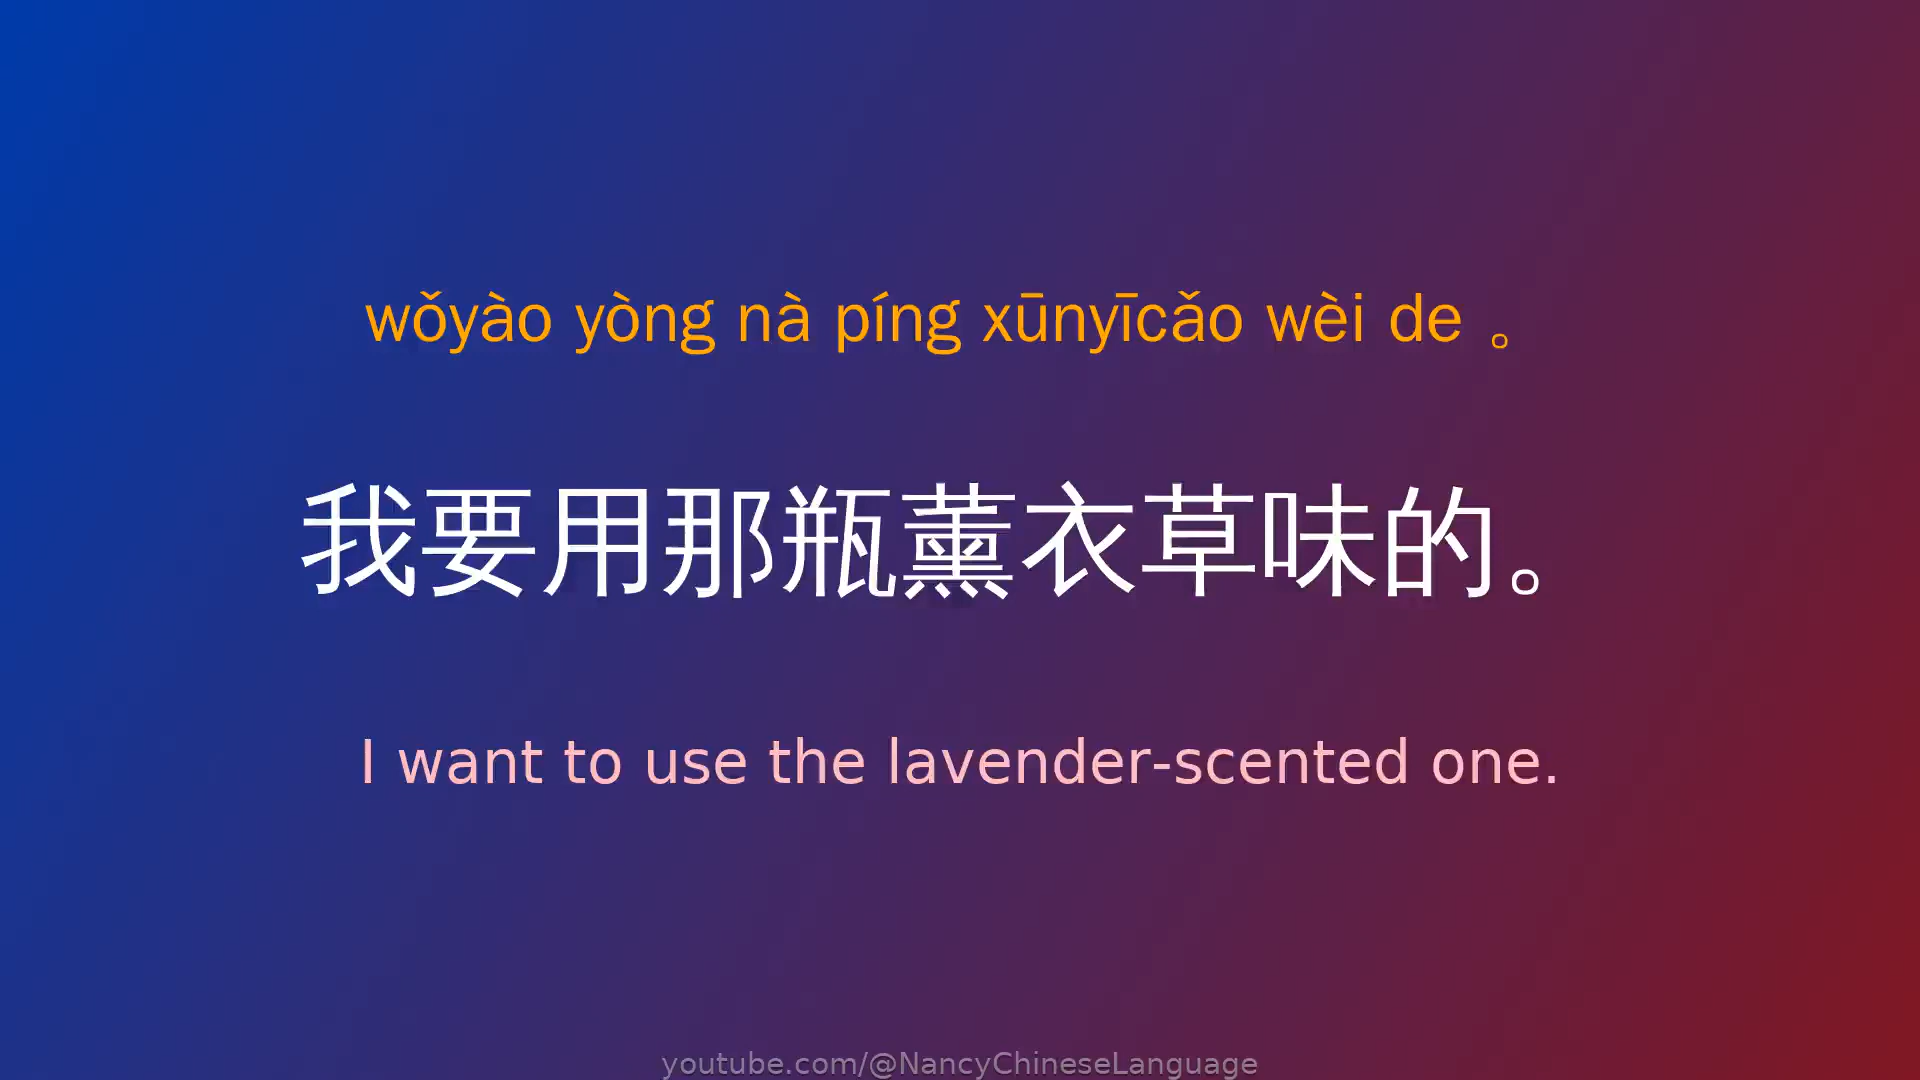 wǒyào yòng nà píng xūnyīcǎo wèi de 。
我要用那瓶薰衣草味的。
I want to use the lavender-scented one.
youtube.com/@NancyChineseLanguage